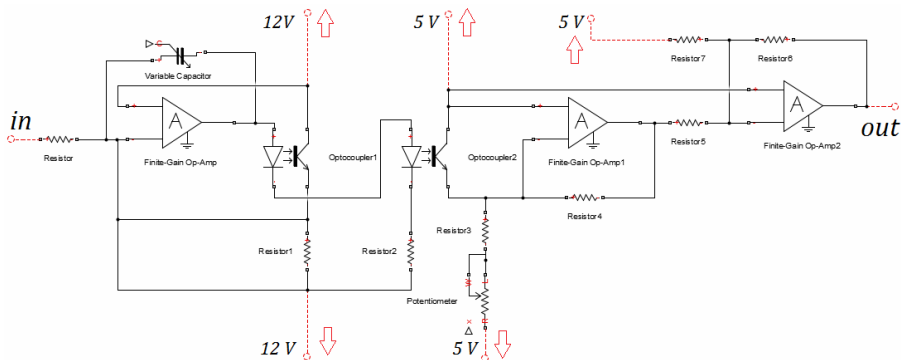 12V
5 V
5 V
C
Variable Capacitor
Resistor7
Resistor6
in
Resistor
A
Finite-Gain Op-Amp
Optocoupler1
Optocoupler2
A
Finite-Gain Op-Amp1
Resistor5
A
Finite-Gain Op-Amp2
out
Resistor4
Resistor1
Resistor2
Resistor3
Potentiometer
W
L
H
x
12 V
5 V